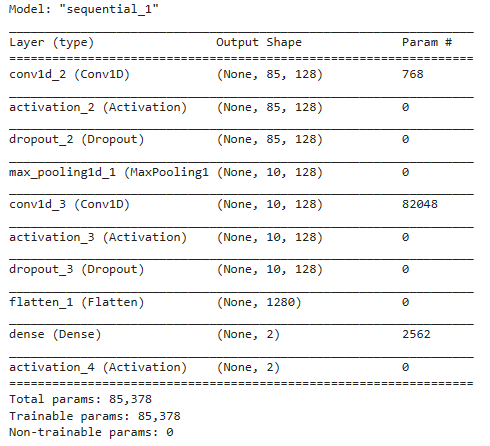 Model: "sequential_1"
Layer (type) Output Shape Param #
conv1d_2 (Conv1D) (None, 85, 128) 768
activation_2 (Activation) (None, 85, 128) 0
dropout_2 (Dropout) (None, 85, 128) 0
max_pooling1d_1 (MaxPooling1 (None, 10, 128) 0
conv1d_3 (Conv1D) (None, 10, 128) 82048
activation_3 (Activation) (None, 10, 128) 0
dropout_3 (Dropout) (None, 10, 128) 0
flatten_1 (Flatten) (None, 1280) 0
dense (Dense) (None, 2) 2562
activation_4 (Activation) (None, 2) 0
Total params: 85,378
Trainable params: 85,378
Non-trainable params: 0